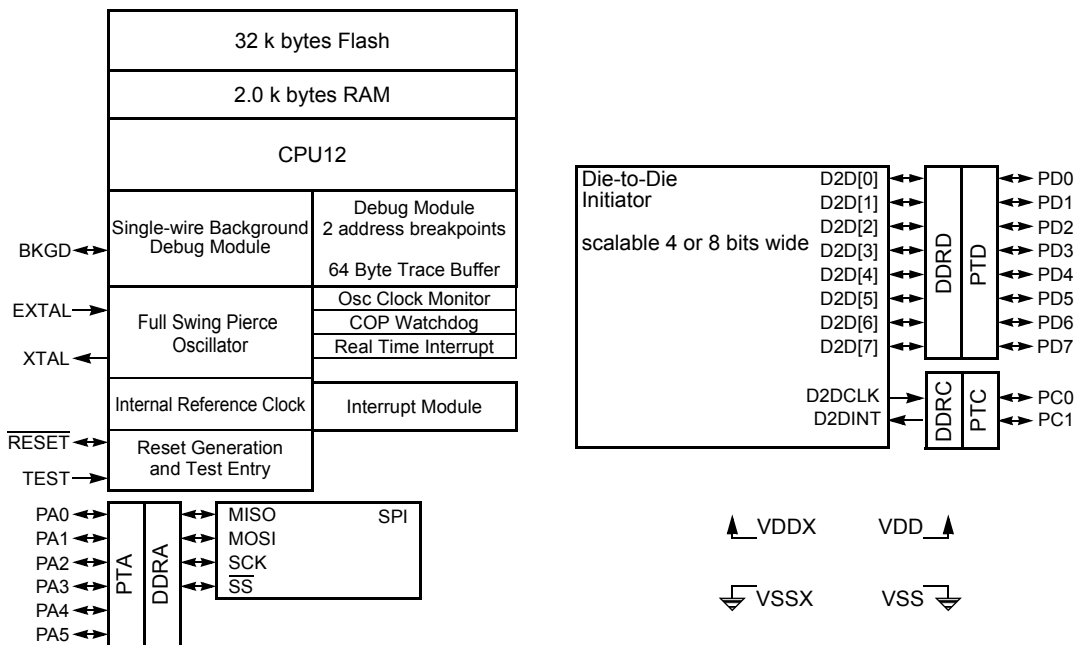 32 k bytes Flash
2.0 k bytes RAM
CPU12
Single-wire Background
Debug Module
Debug Module
2 address breakpoints
64 Byte Trace Buffer
BKGD
EXTAL
XTAL
Full Swing Pierce
Oscillator
Osc Clock Monitor
COP Watchdog
Real Time Interrupt
Internal Reference Clock
Interrupt Module
RESET
TEST
Reset Generation
and Test Entry
PA0
PA1
PA2
PA3
PA4
PA5
PTA
DDRA
MISO
MOSI
SCK
SS
SPI
Die-to-Die
Initiator
scalable 4 or 8 bits wide
D2D[0]
D2D[1]
D2D[2]
D2D[3]
D2D[4]
D2D[5]
D2D[6]
D2D[7]
DDRD
PTD
PD0
PD1
PD2
PD3
PD4
PD5
PD6
PD7
D2DCLK
D2DINT
DDRC
PTC
PC0
PC1
VDDX
VDD
VSSX
VSS